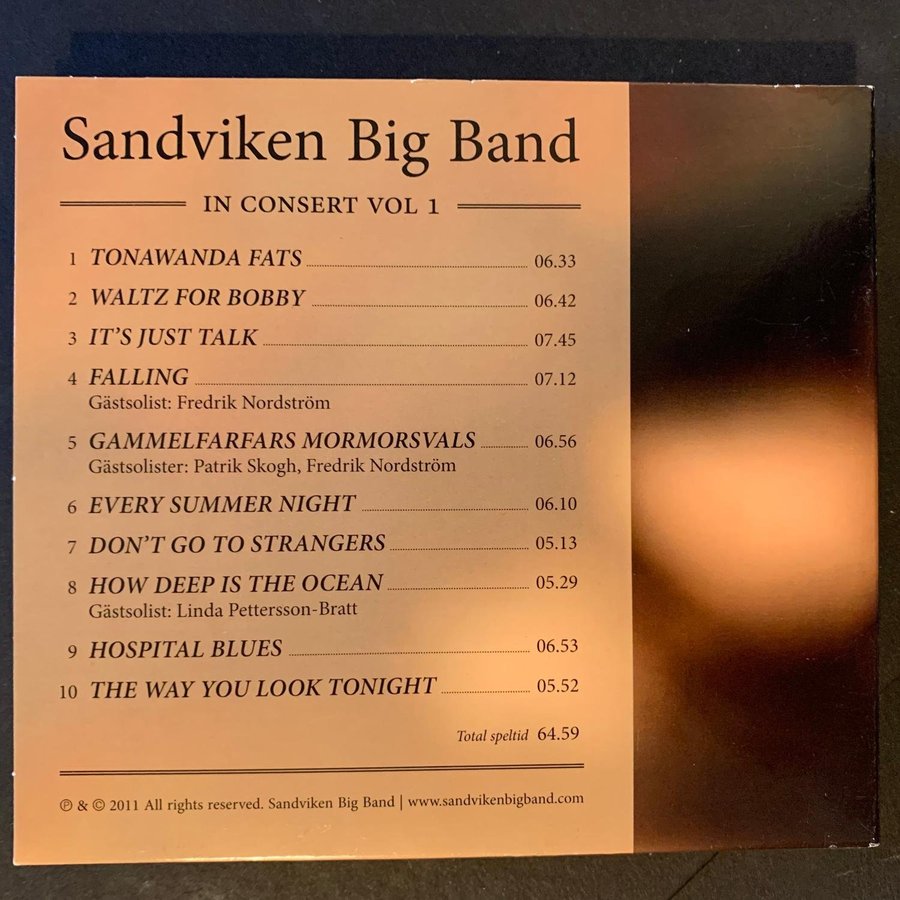 Sandviken Big Band
IN CONSERT VOL 1
1 TONAWANDA FATS 06.33
2 WALTZ FOR BOBBY 06.42
3 IT'S JUST TALK 07.45
4 FALLING 07.12
Gästsolist: Fredrik Nordström
5 GAMMELFARFARS MORMORSVALS 06.56
Gästsolister: Patrik Skogh, Fredrik Nordström
6 EVERY SUMMER NIGHT 06.10
7 DON'T GO TO STRANGERS 05.13
8 HOW DEEP IS THE OCEAN 05.29
Gästsolist: Linda Pettersson-Bratt
9 HOSPITAL BLUES 06.53
10 THE WAY YOU LOOK TONIGHT 05.52
Total speltid 64.59
℗ & © 2011 All rights reserved. Sandviken Big Band | www.sandvikenbigband.com